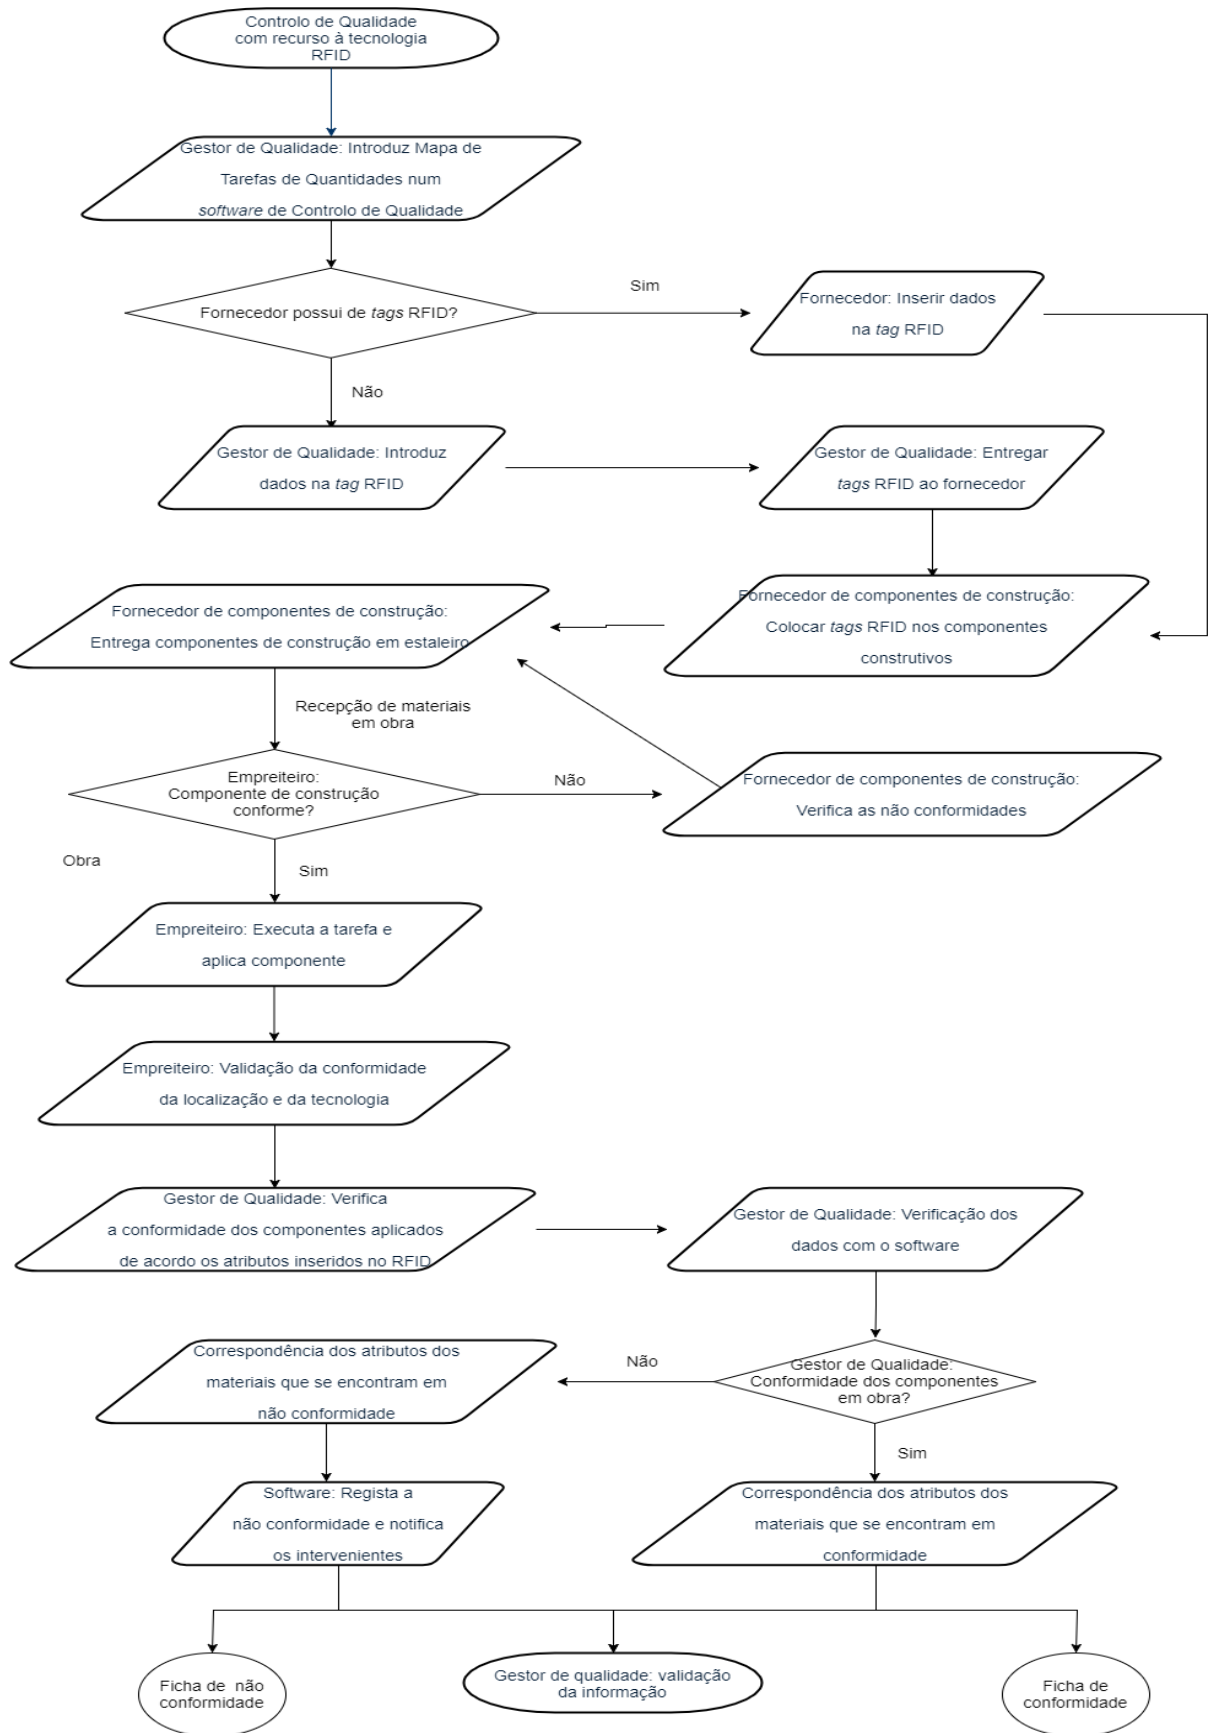 Controlo de Qualidade
com recurso à tecnologia
RFID
Gestor de Qualidade: Introduz Mapa de
Tarefas de Quantidades num
software de Controlo de Qualidade
Fornecedor possui de tags RFID?
Sim
Fornecedor: Inserir dados
na tag RFID
Não
Gestor de Qualidade: Introduz
dados na tag RFID
Gestor de Qualidade: Entregar
tags RFID ao fornecedor
Fornecedor de componentes de construção:
Colocar tags RFID nos componentes
construtivos
Fornecedor de componentes de construção:
Entrega componentes de construção em estaleiro
Recepção de materiais
em obra
Empreiteiro:
Componente de construção
conforme?
Não
Fornecedor de componentes de construção:
Verifica as não conformidades
Obra
Sim
Empreiteiro: Executa a tarefa e
aplica componente
Empreiteiro: Validação da conformidade
da localização e da tecnologia
Gestor de Qualidade: Verifica
a conformidade dos componentes aplicados
de acordo os atributos inseridos no RFID
Gestor de Qualidade: Verificação dos
dados com o software
Gestor de Qualidade:
Conformidade dos componentes
em obra?
Não
Correspondência dos atributos dos
materiais que se encontram em
não conformidade
Sim
Software: Regista a
não conformidade e notifica
os intervenientes
Correspondência dos atributos dos
materiais que se encontram em
conformidade
Ficha de não
conformidade
Gestor de qualidade: validação
da informação
Ficha de
conformidade